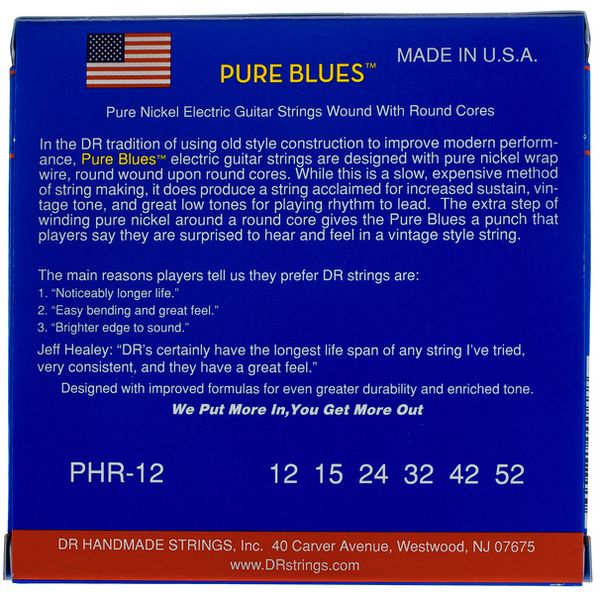 PURE BLUES™
MADE IN U.S.A.
Pure Nickel Electric Guitar Strings Wound With Round Cores
In the DR tradition of using old style construction to improve modern perform-
ance, Pure Blues™ electric guitar strings are designed with pure nickel wrap
wire, round wound upon round cores. While this is a slow, expensive method
of string making, it does produce a string acclaimed for increased sustain, vin-
tage tone, and great low tones for playing rhythm to lead. The extra step of
winding pure nickel around a round core gives the Pure Blues a punch that
players say they are surprised to hear and feel in a vintage style string.
The main reasons players tell us they prefer DR strings are:
1. “Noticeably longer life.”
2. “Easy bending and great feel.”
3. “Brighter edge to sound.”
Jeff Healey: “DR’s certainly have the longest life span of any string I’ve tried,
very consistent, and they have a great feel.”
Designed with improved formulas for even greater durability and enriched tone.
We Put More In,You Get More Out
PHR-12 12 15 24 32 42 52
DR HANDMADE STRINGS, Inc. 40 Carver Avenue, Westwood, NJ 07675
www.DRstrings.com